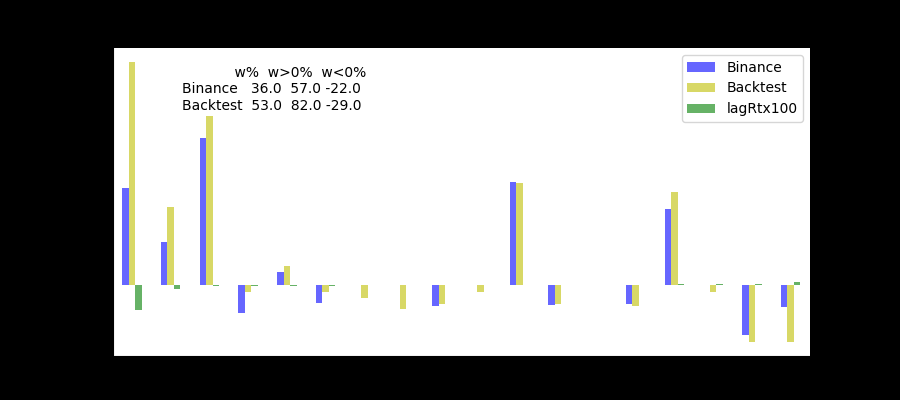 w%  w>0%  w<0%
Binance   36.0  57.0 -22.0
Backtest  53.0  82.0 -29.0
Binance
Backtest
lagRtx100